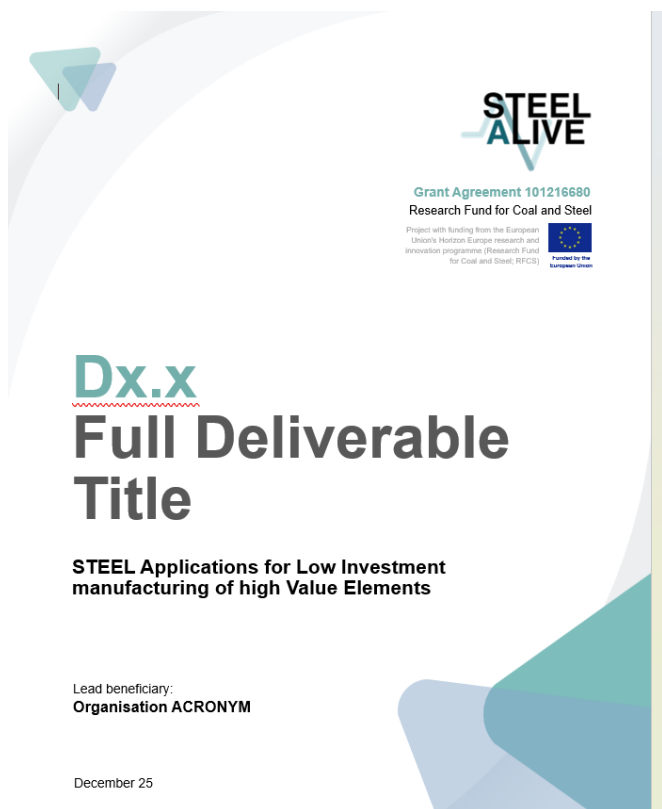 STEEL
ALIVE
Grant Agreement 101216680
Research Fund for Coal and Steel
Project with funding from the European
Union's Horizon Europe research and
innovation programme (Research Fund
for Coal and Steel; RFCS)
Funded by the
European Union
Dx.x
Full Deliverable
Title
STEEL Applications for Low Investment
manufacturing of high Value Elements
Lead beneficiary:
Organisation ACRONYM
December 25